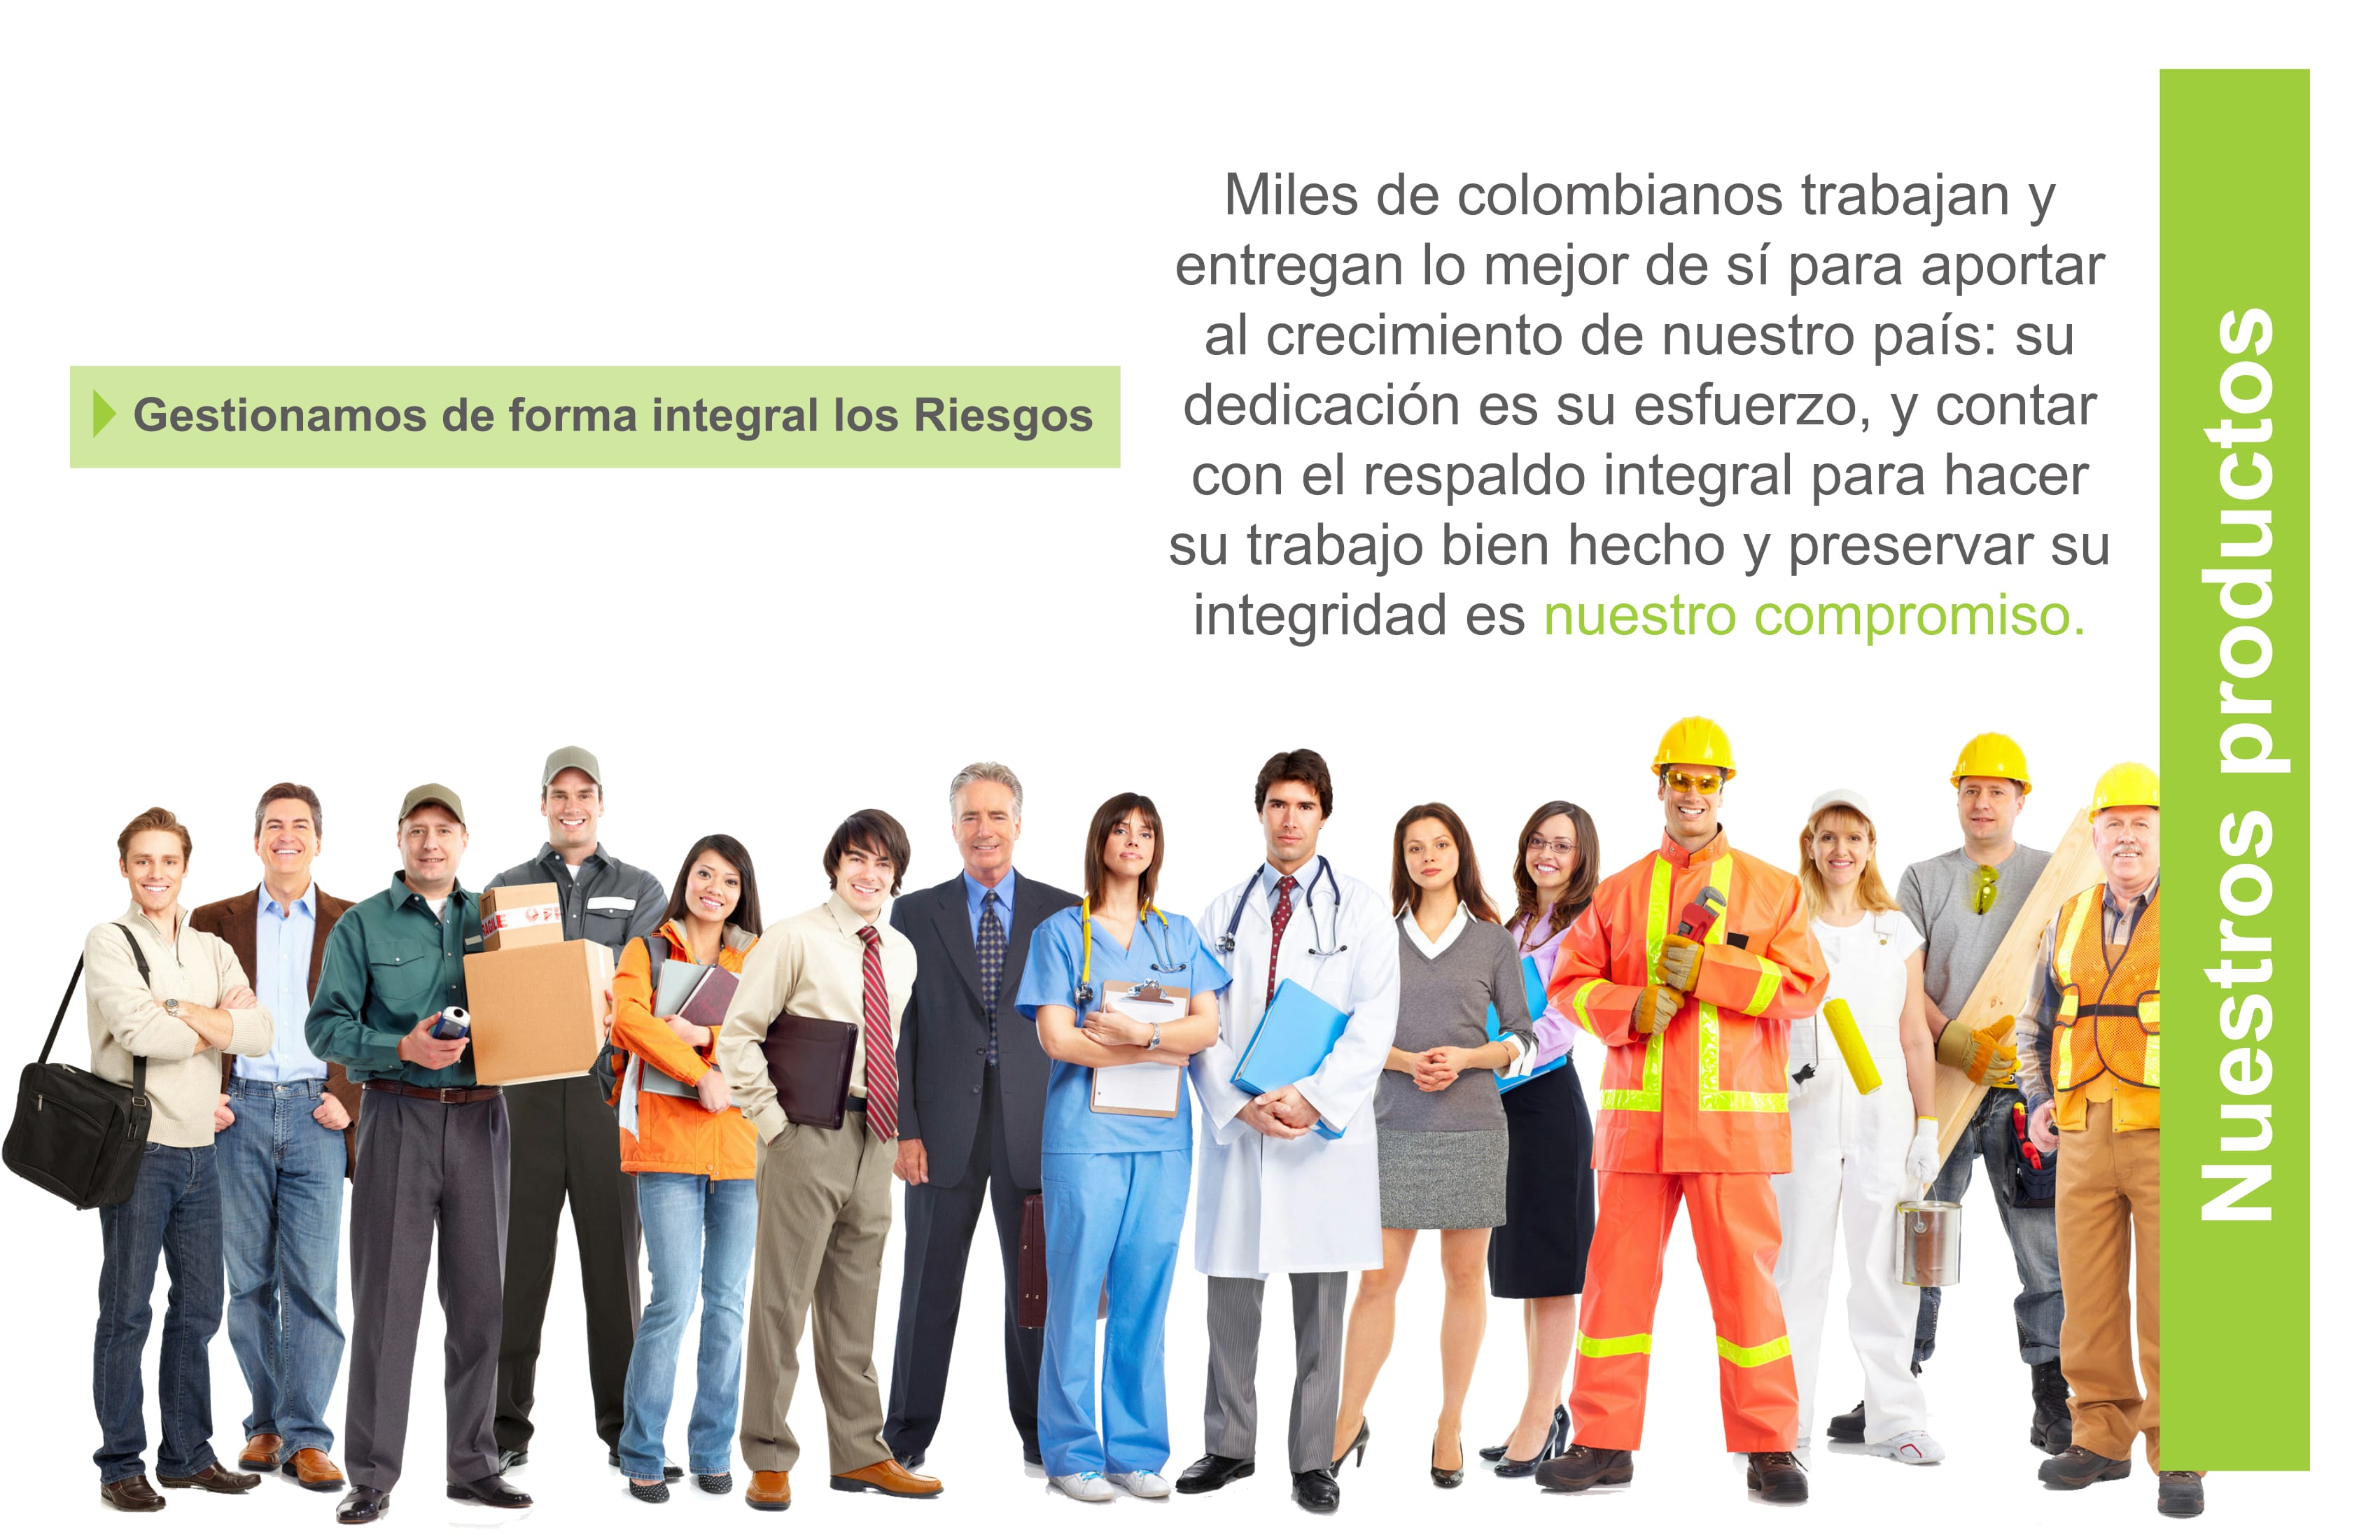 Gestionamos de forma integral los Riesgos
Miles de colombianos trabajan y
entregan lo mejor de sí para aportar
al crecimiento de nuestro país: su
dedicación es su esfuerzo, y contar
con el respaldo integral para hacer
su trabajo bien hecho y preservar su
integridad es nuestro compromiso.
Nuestros productos